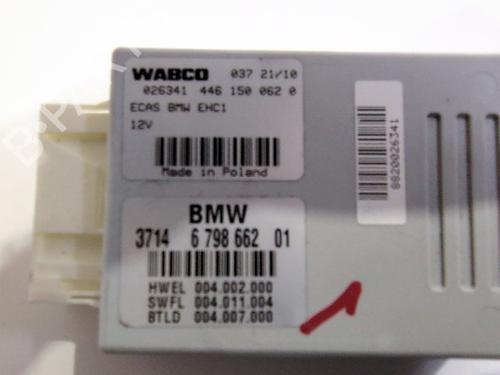 WABCO 037 21/10
026341 446 150 062 0
ECAS BMW EHC1
12V
Made in Poland
8820026341
BMW
3714 6 798 662 01
HWEL 004.002.000
SWFL 004.011.004
BTLD 004.007.000
B-PARTS